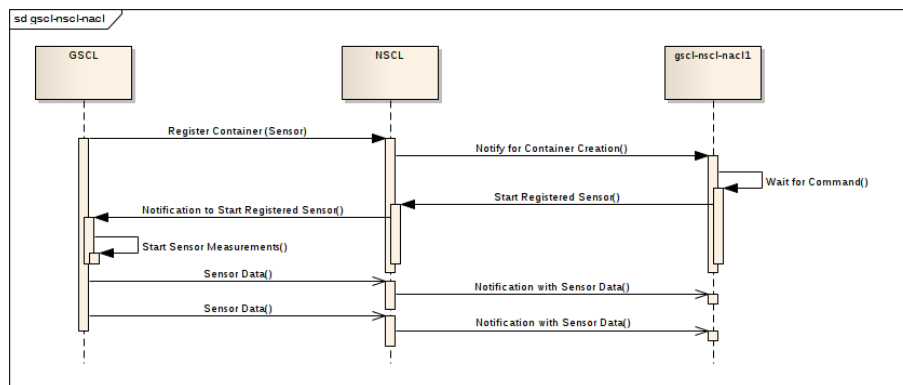 sd gscl-nscl-nacl
GSCL
NSCL
gscl-nscl-nacl1
Register Container (Sensor)
Notify for Container Creation()
Wait for Command()
Start Registered Sensor()
Notification to Start Registered Sensor()
Start Sensor Measurements()
Sensor Data()
Notification with Sensor Data()
Sensor Data()
Notification with Sensor Data()